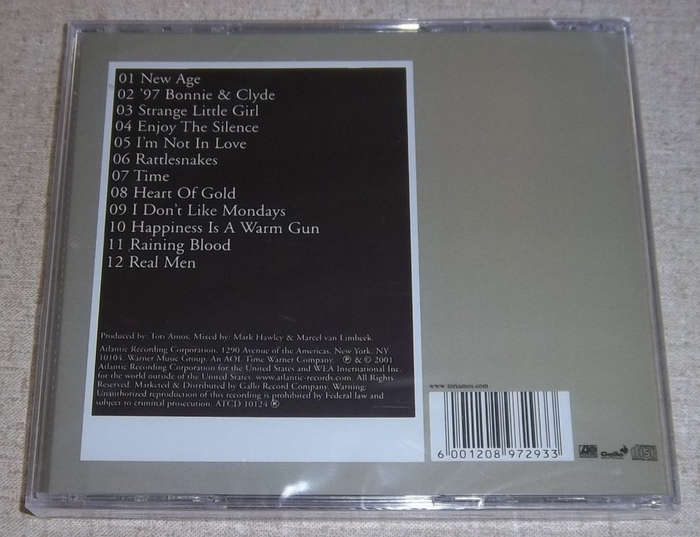 01 New Age
02 '97 Bonnie & Clyde
03 Strange Little Girl
04 Enjoy The Silence
05 I'm Not In Love
06 Rattlesnakes
07 Time
08 Heart Of Gold
09 I Don't Like Mondays
10 Happiness Is A Warm Gun
11 Raining Blood
12 Real Men
Produced by: Tori Amos. Mixed by: Mark Hawley & Marcel van Limbeek.
Atlantic Recording Corporation. 1290 Avenue of the Americas, New York, NY
10104. Warner Music Group. An AOL Time Warner Company. ℗ & © 2001
Atlantic Recording Corporation for the United States and WEA International Inc.
for the world outside of the United States. www.atlantic-records.com. All Rights
Reserved. Marketed & Distributed by Gallo Record Company. Warning:
Unauthorized reproduction of this recording is prohibited by Federal law and
subject to criminal prosecution. ATCD 10124 ®
www.toriamos.com
6 001208 972933
Gallo